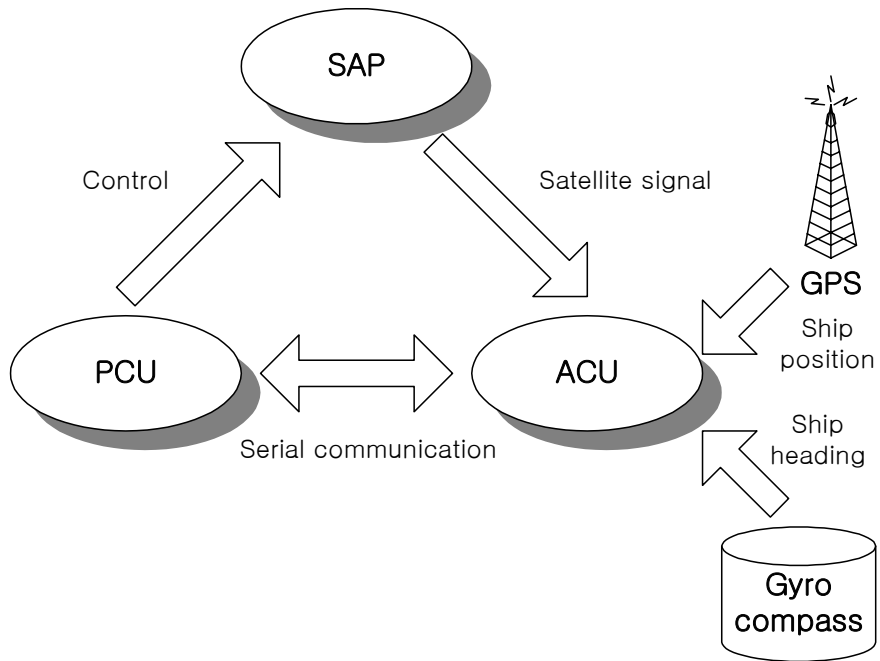 SAP
Control
Satellite signal
GPS
Ship
position
PCU
ACU
Serial communication
Ship
heading
Gyro
compass